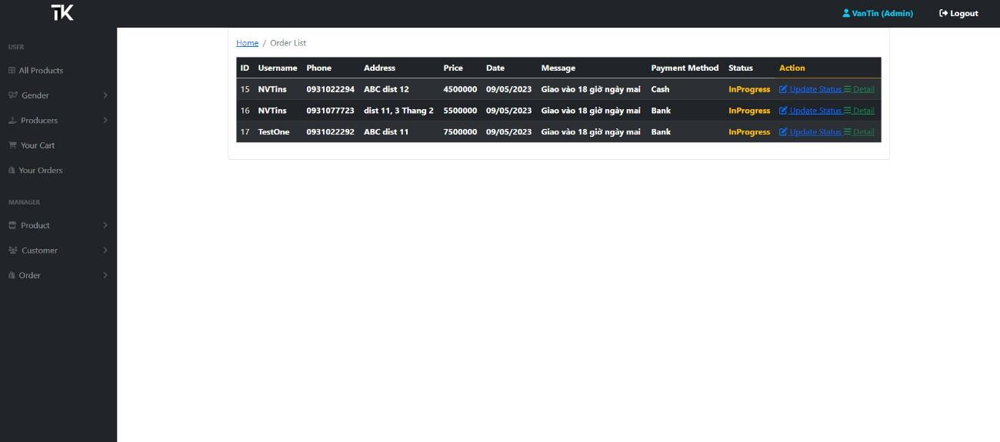 TK
VanTin (Admin) Logout
USER
All Products
Gender
Producers
Your Cart
Your Orders
MANAGER
Product
Customer
Order
Home / Order List
ID Username Phone Address Price Date Message Payment Method Status Action
15 NVTins 0931022294 ABC dist 12 4500000 09/05/2023 Giao vào 18 giờ ngày mai Cash InProgress Update Status Detail
16 NVTins 0931077723 dist 11, 3 Thang 2 5500000 09/05/2023 Giao vào 18 giờ ngày mai Bank InProgress Update Status Detail
17 TestOne 0931022292 ABC dist 11 7500000 09/05/2023 Giao vào 18 giờ ngày mai Bank InProgress Update Status Detail